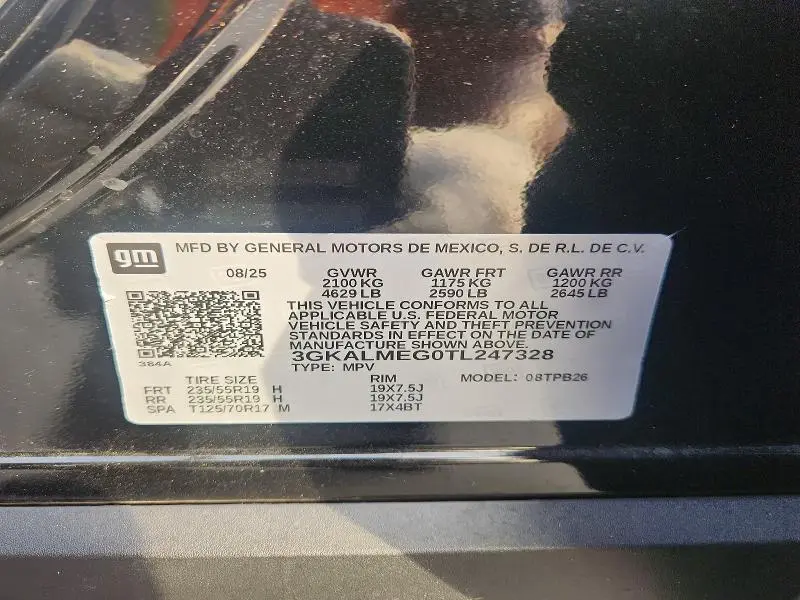 gm MFD BY GENERAL MOTORS DE MEXICO, S. DE R.L. DE C.V.
08/25 GVWR GAWR FRT GAWR RR
2100 KG 1175 KG 1200 KG
4629 LB 2590 LB 2645 LB
THIS VEHICLE CONFORMS TO ALL
APPLICABLE U.S. FEDERAL MOTOR
VEHICLE SAFETY AND THEFT PREVENTION
STANDARDS IN EFFECT ON THE DATE OF
MANUFACTURE SHOWN ABOVE.
3GKALMEG0TL247328
384A
TYPE: MPV
TIRE SIZE RIM MODEL: 08TPB26
FRT 235/55R19 H 19X7.5J
RR 235/55R19 H 19X7.5J
SPA T125/70R17 M 17X4BT